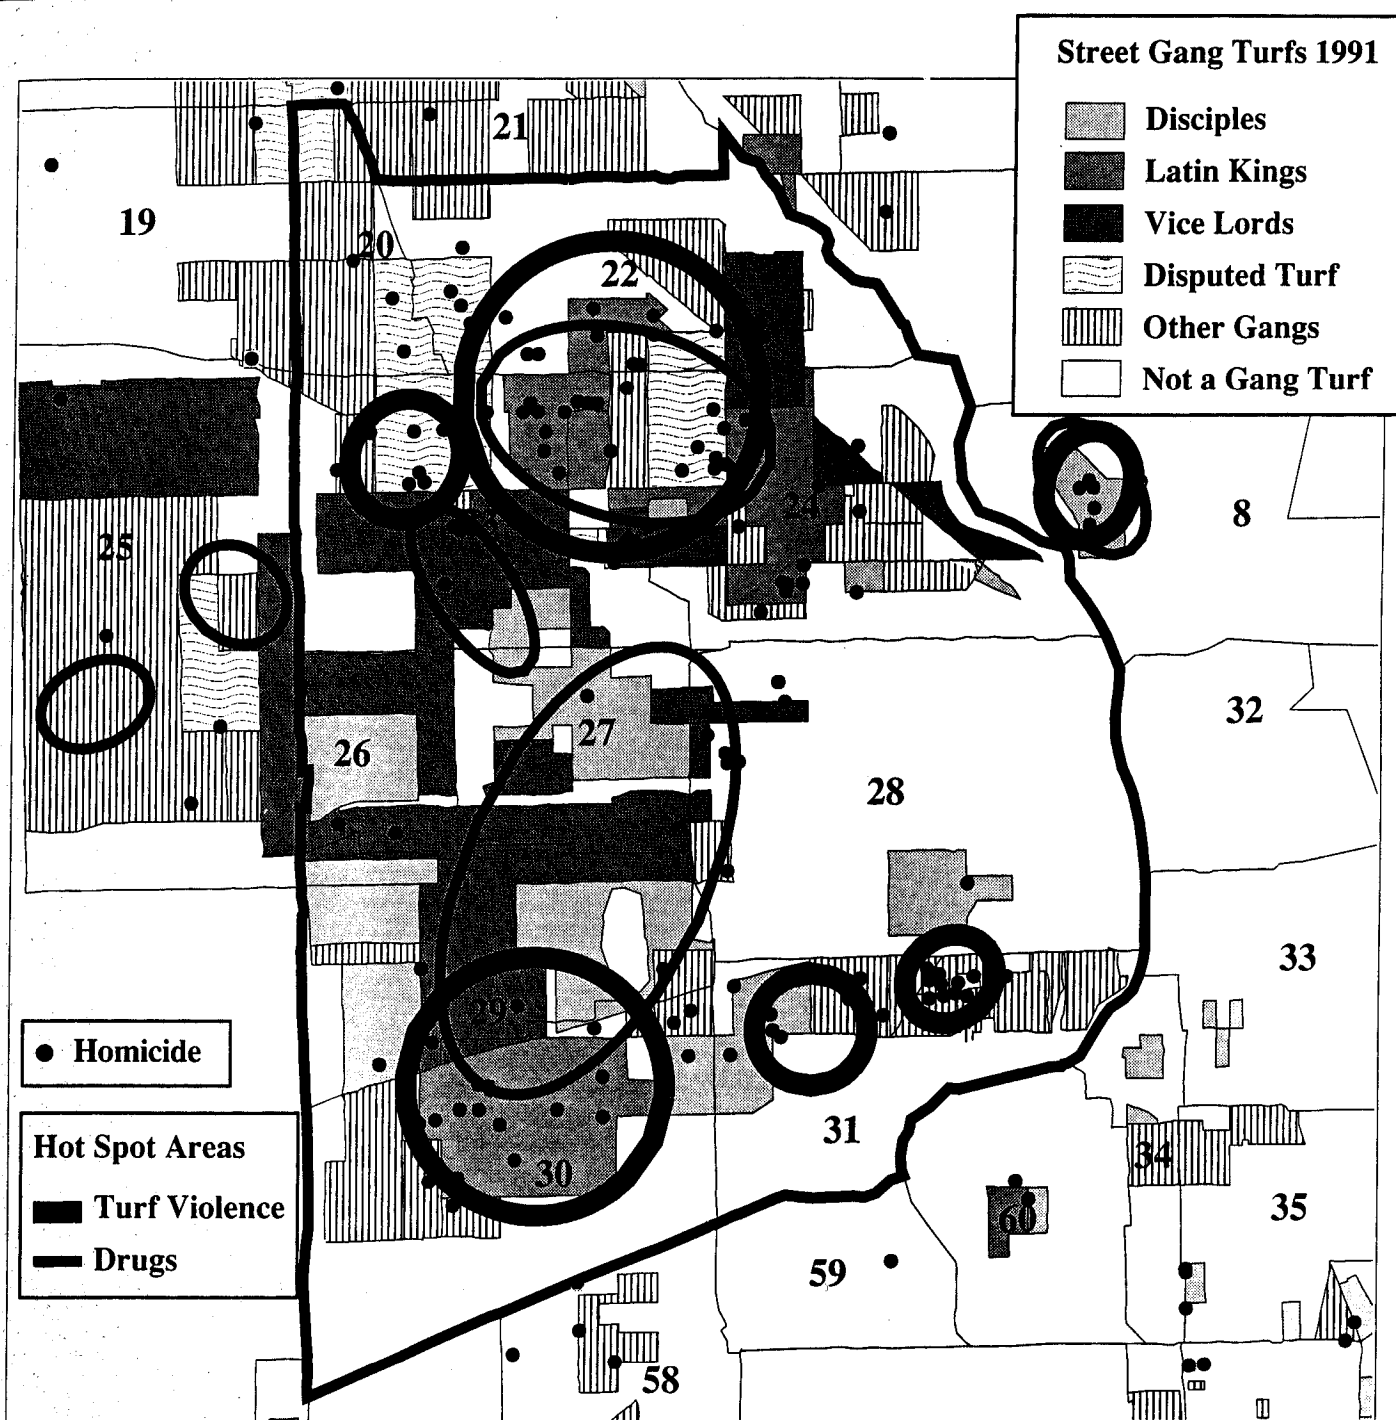 Street Gang Turfs 1991
Disciples
Latin Kings
Vice Lords
Disputed Turf
Other Gangs
Not a Gang Turf
21
19
20
22
24
8
25
32
27
26
28
33
29
Homicide
31
34
30
Hot Spot Areas
Turf Violence
Drugs
35
60
59
58